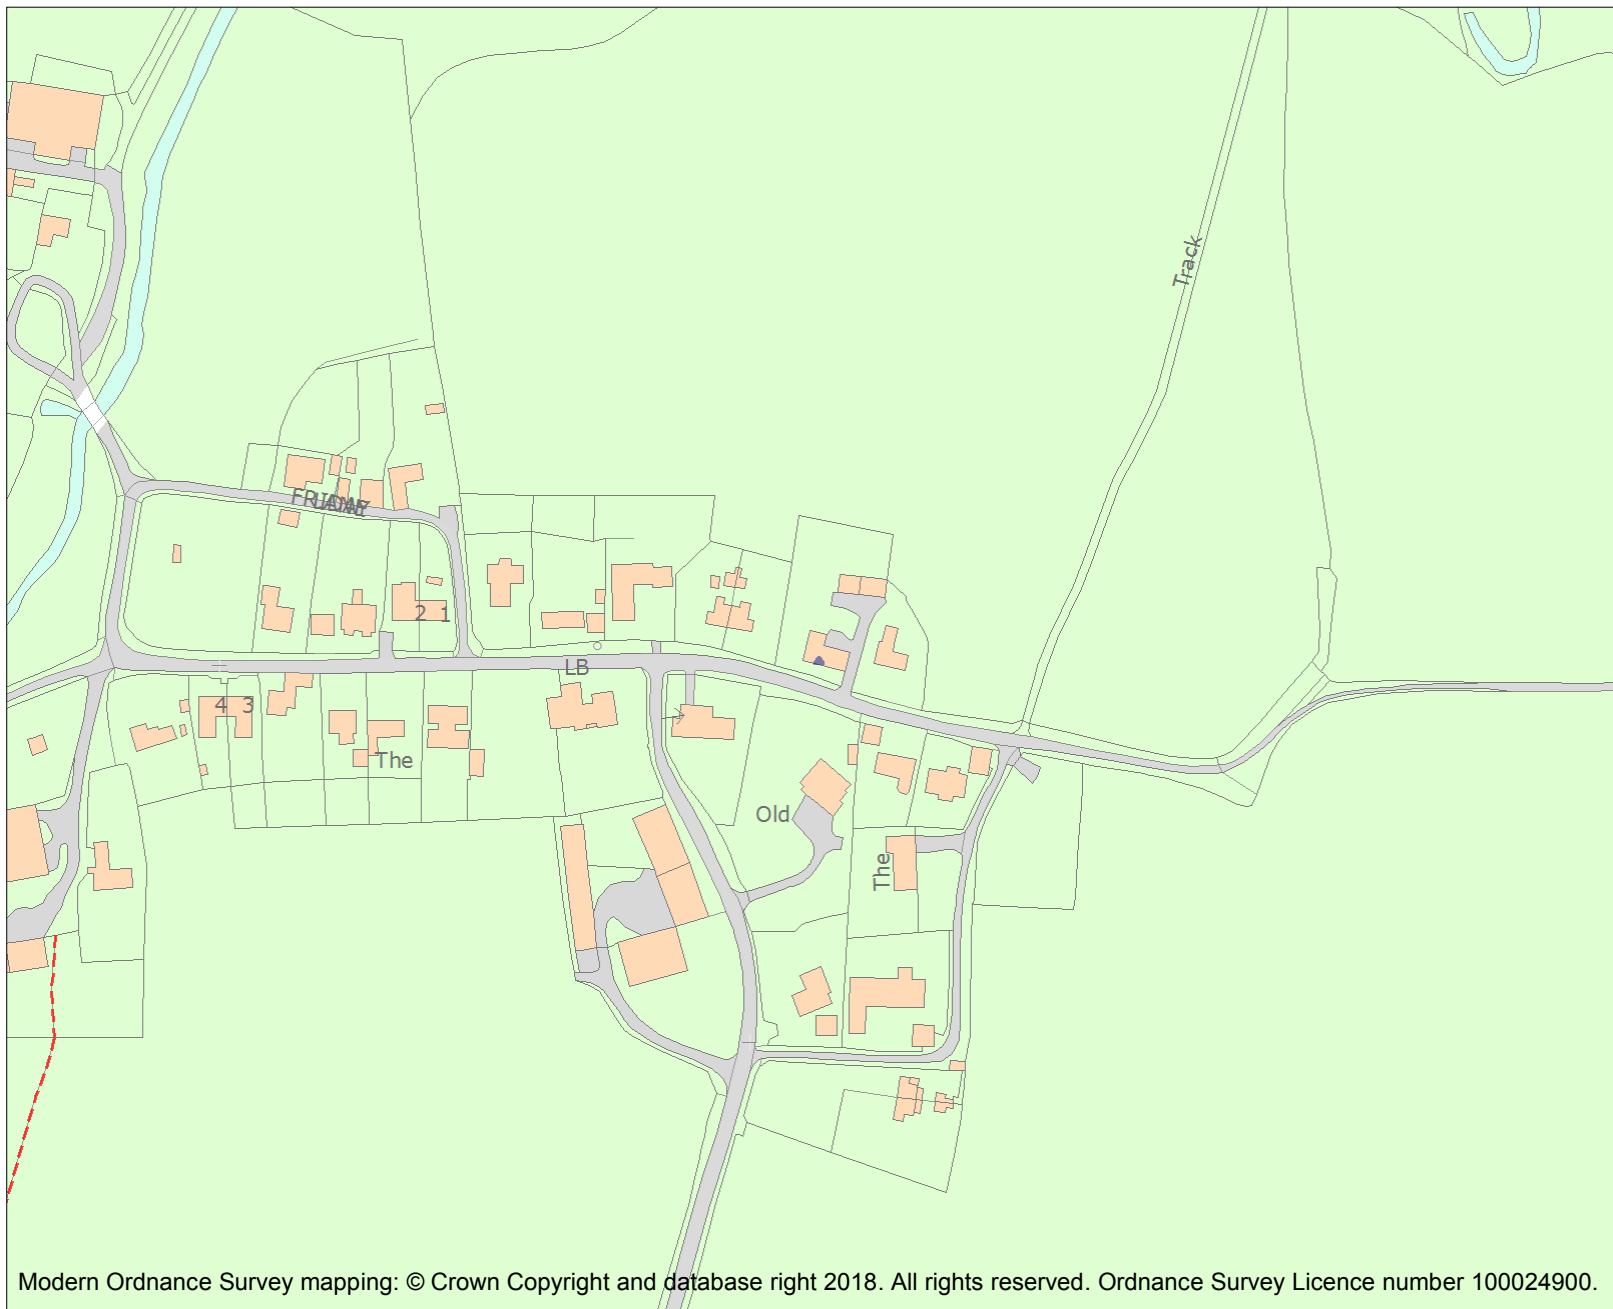 Track
2 1
LB
4 3
The
Old
The
Modern Ordnance Survey mapping: © Crown Copyright and database right 2018. All rights reserved. Ordnance Survey Licence number 100024900.